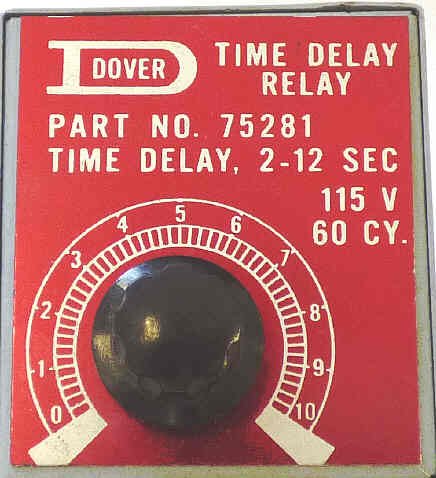 DOVER
TIME DELAY
RELAY
PART NO. 75281
TIME DELAY, 2-12 SEC
115 V
60 CY.
0
1
2
3
4
5
6
7
8
9
10